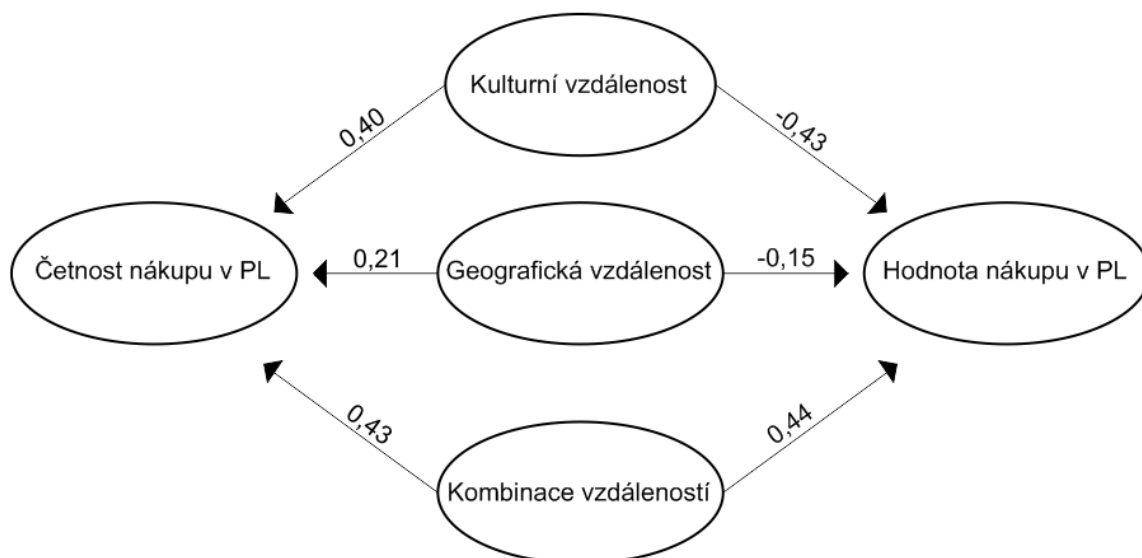 Kulturní vzdálenost
0,40
-0,43
Četnost nákupu v PL
0,21
Geografická vzdálenost
-0,15
Hodnota nákupu v PL
0,43
0,44
Kombinace vzdáleností